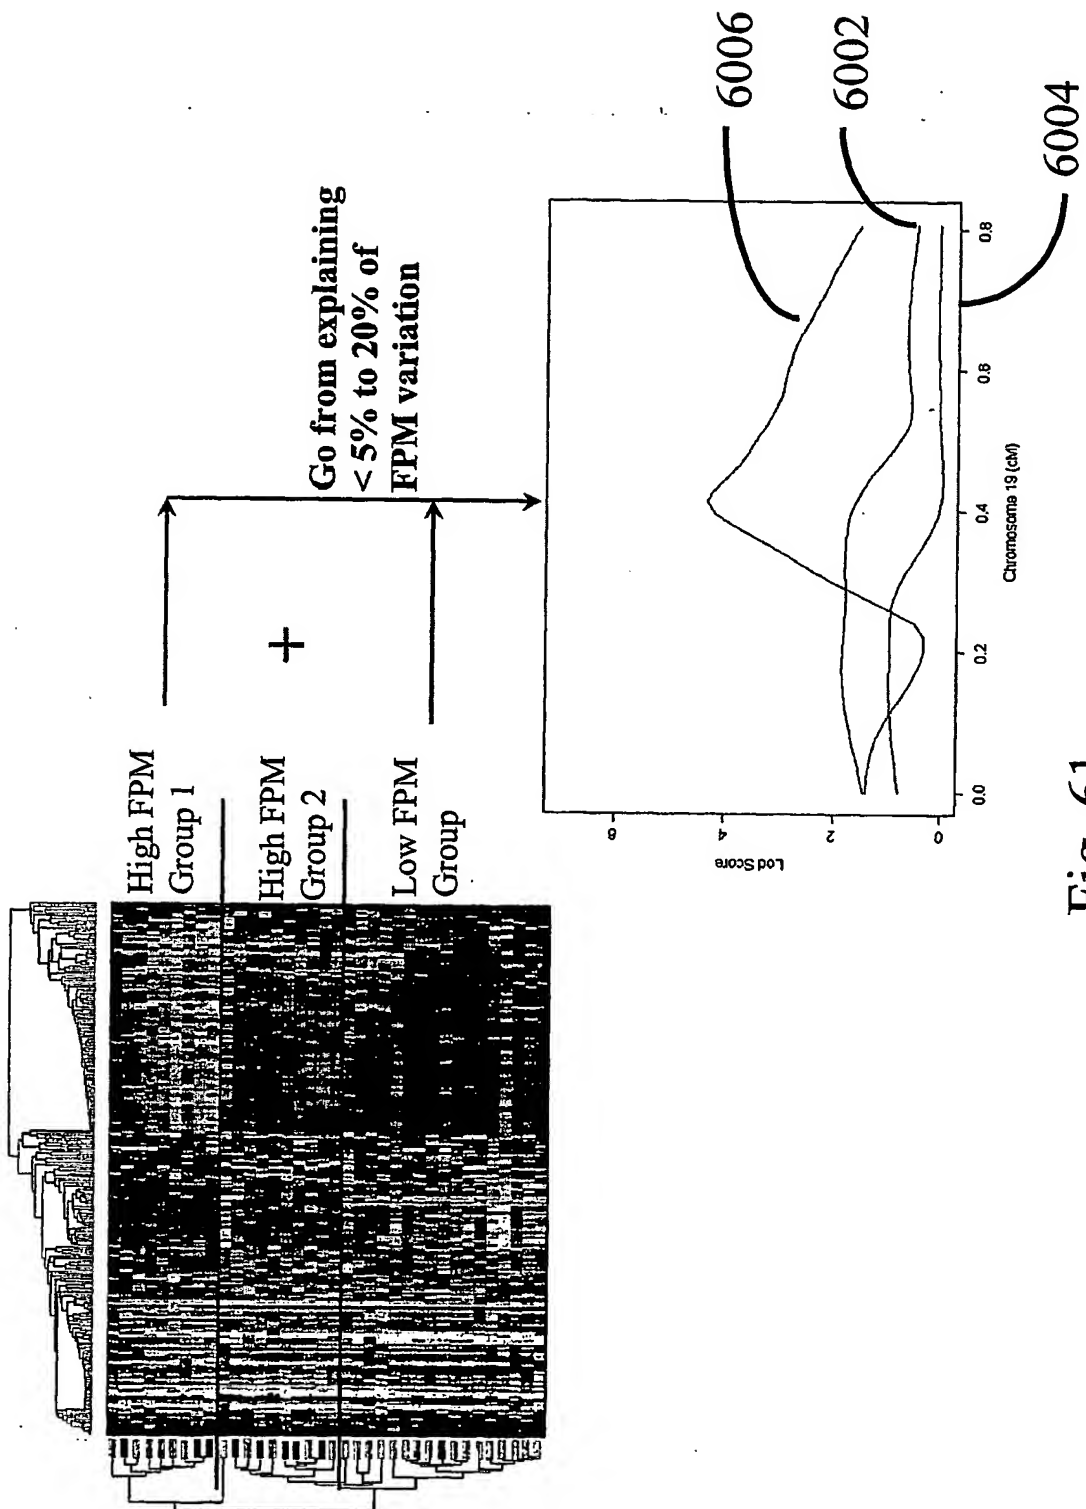 High FPM
Group 1
High FPM
Group 2
Low FPM
Group
+
Go from explaining
<5% to 20% of
FPM variation
Lod Score
6
4
2
0
0.0
0.2
0.4
0.6
0.8
Chromosome 19 (cM)
6006
6002
6004
Fig. 61